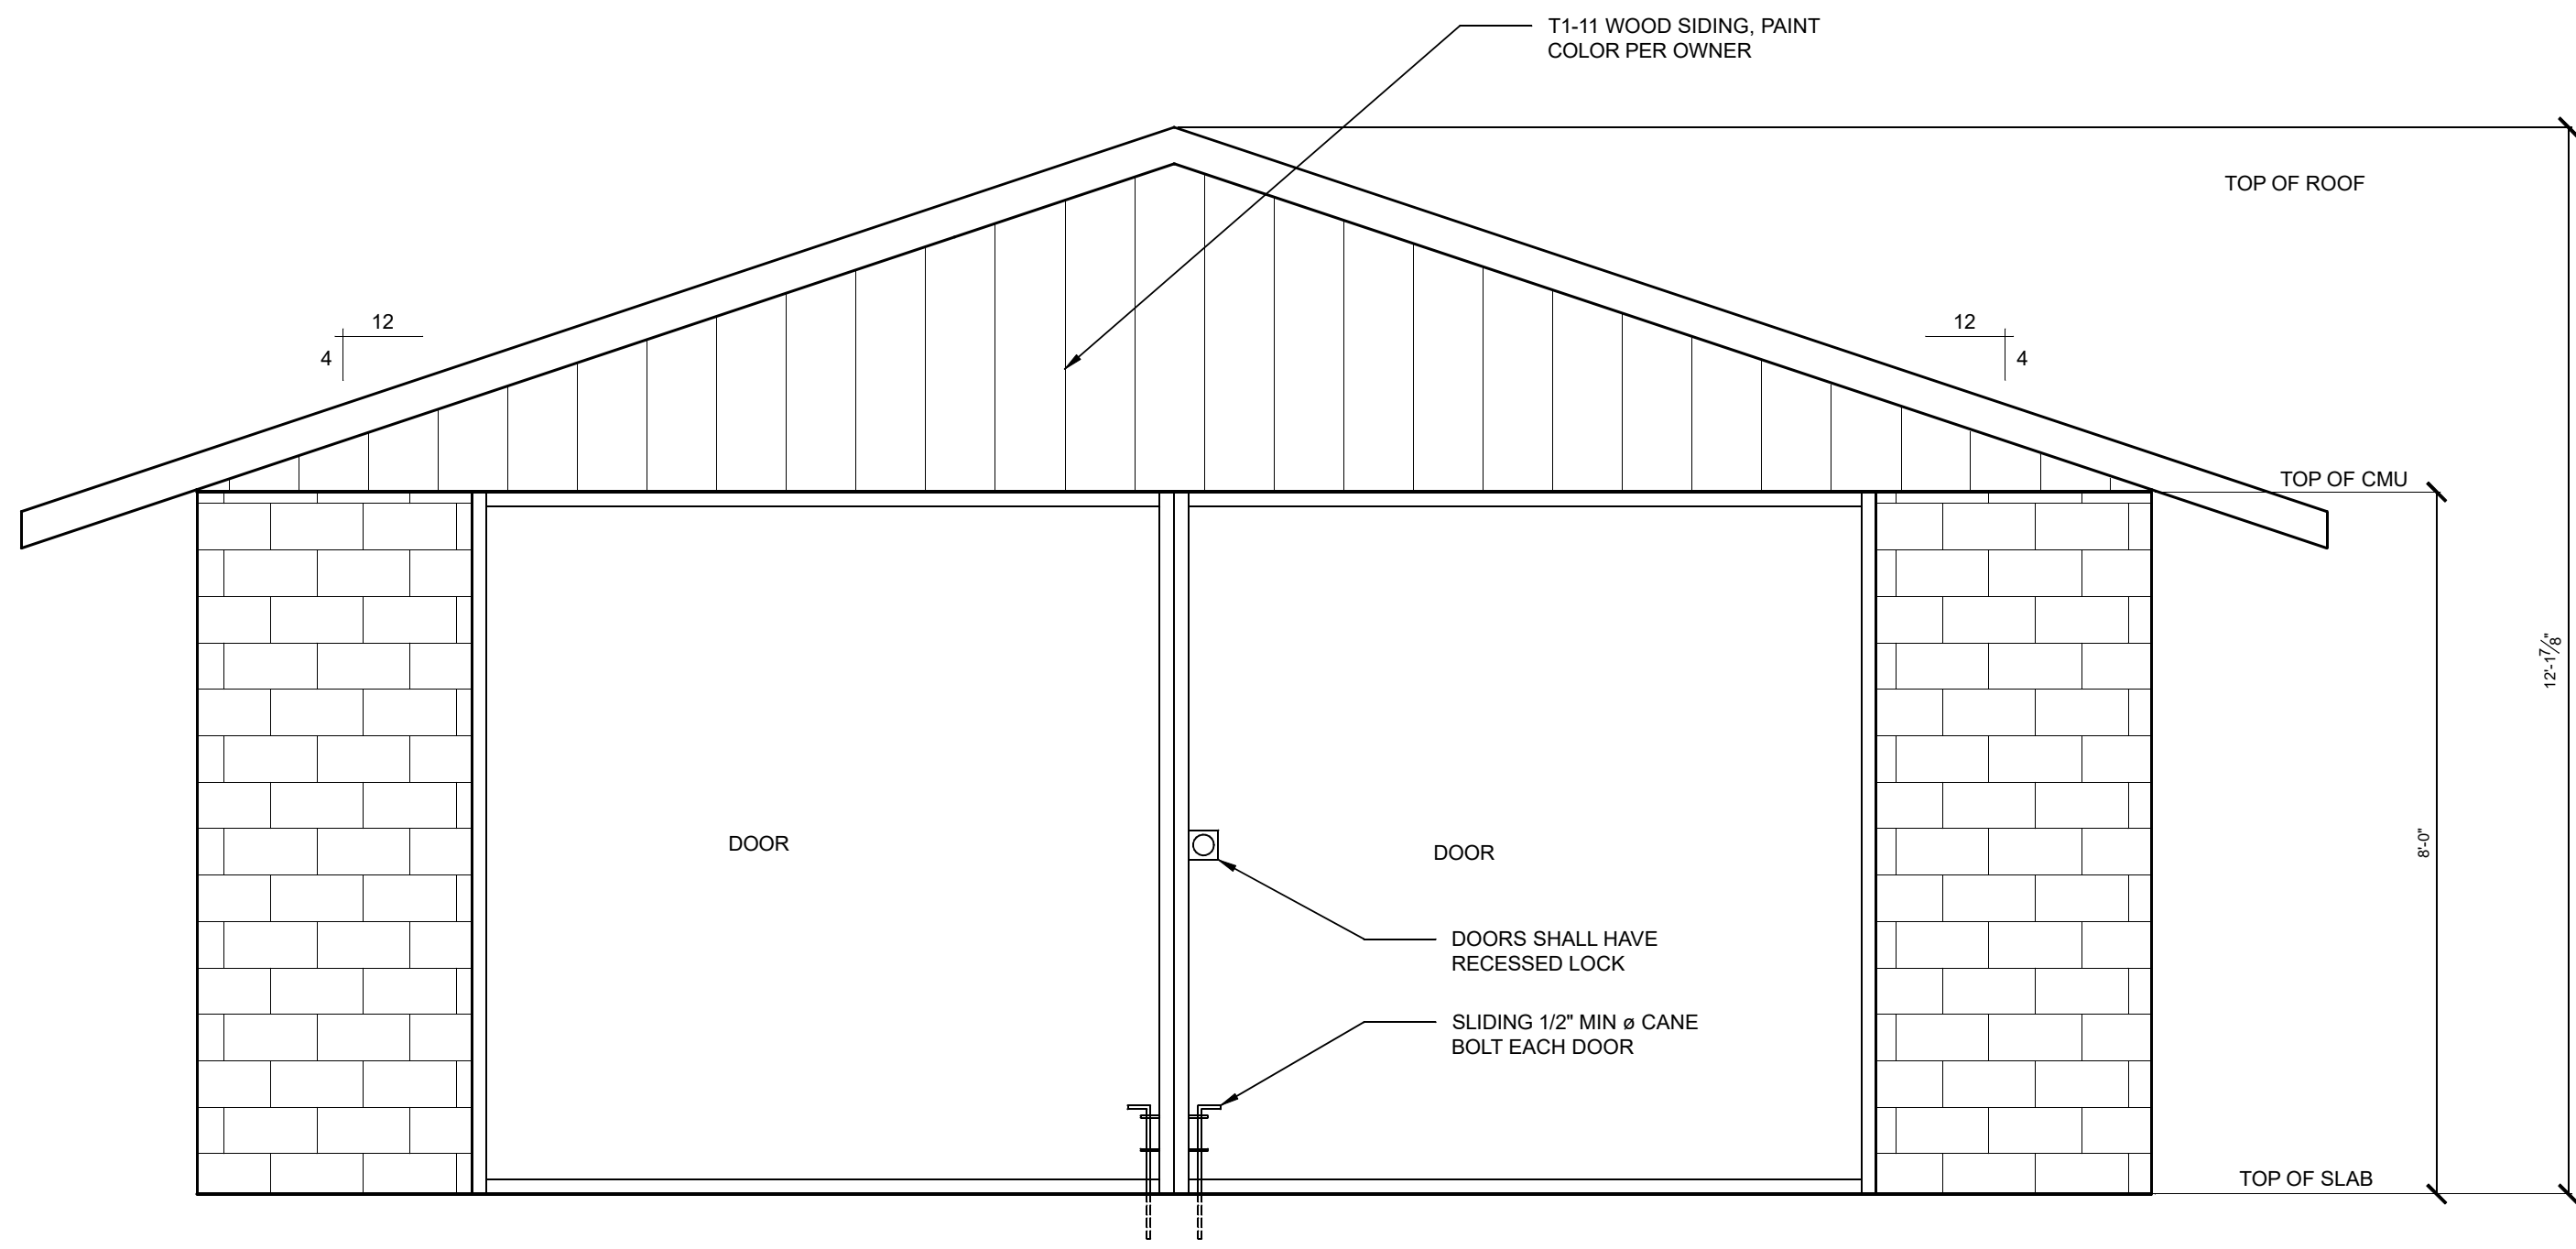 T1-11 WOOD SIDING, PAINT
COLOR PER OWNER
TOP OF ROOF
12
4
12
4
TOP OF CMU
12'-1⅞"
8'-0"
DOOR
DOOR
DOORS SHALL HAVE
RECESSED LOCK
SLIDING 1/2" MIN ø CANE
BOLT EACH DOOR
TOP OF SLAB